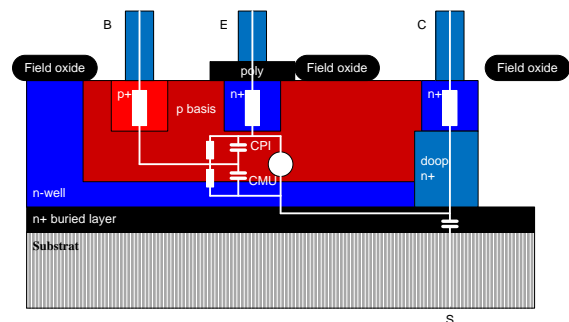 B
E
C
Field oxide
poly
Field oxide
Field oxide
p+
p basis
n+
n+
CPI
CMU
doop
n+
n-well
n+ buried layer
Substrat
S